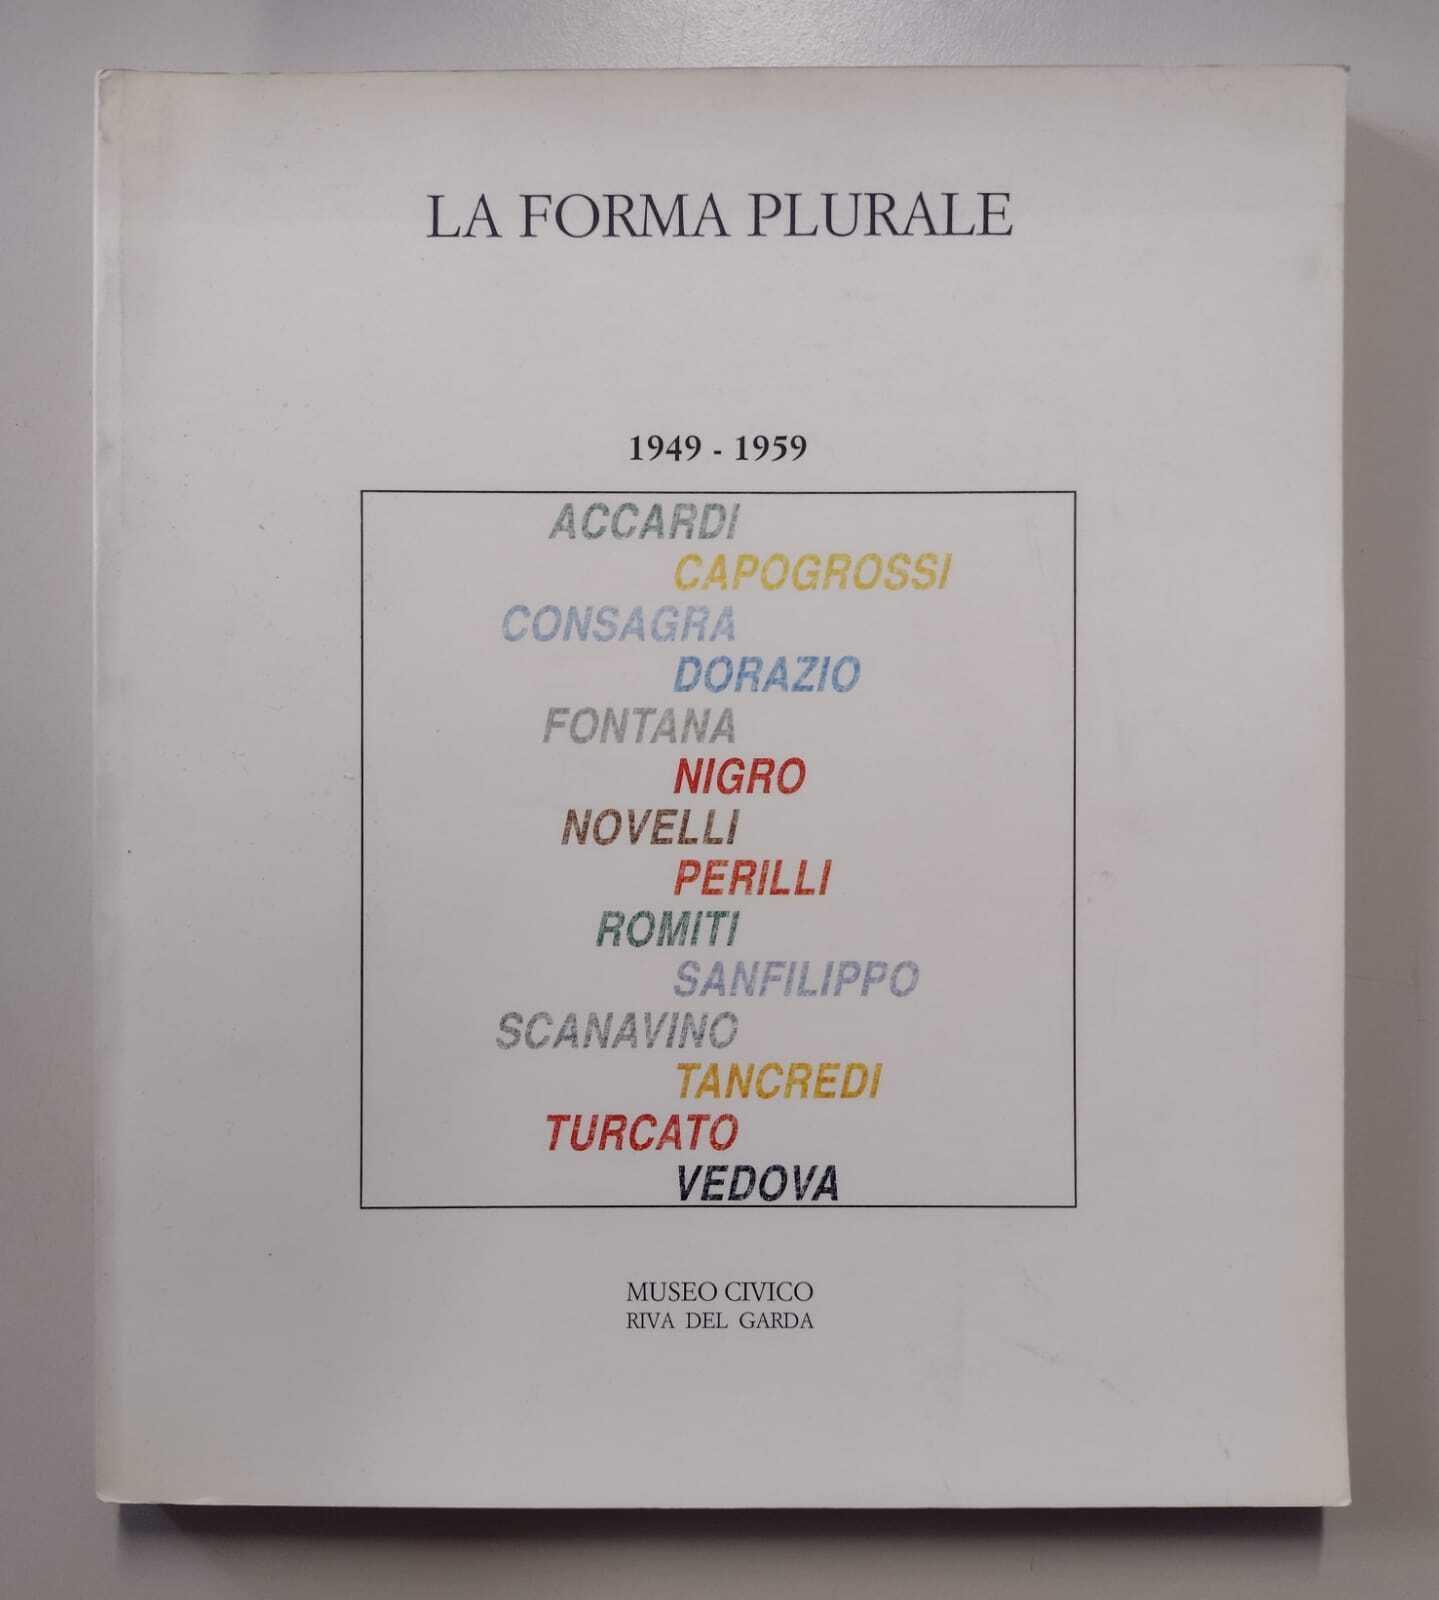 LA FORMA PLURALE
1949 - 1959
ACCARDI
CAPOGROSSI
CONSAGRA
DORAZIO
FONTANA
NIGRO
NOVELLI
PERILLI
ROMITI
SANFILIPPO
SCANAVINO
TANCREDI
TURCATO
VEDOVA
MUSEO CIVICO
RIVA DEL GARDA